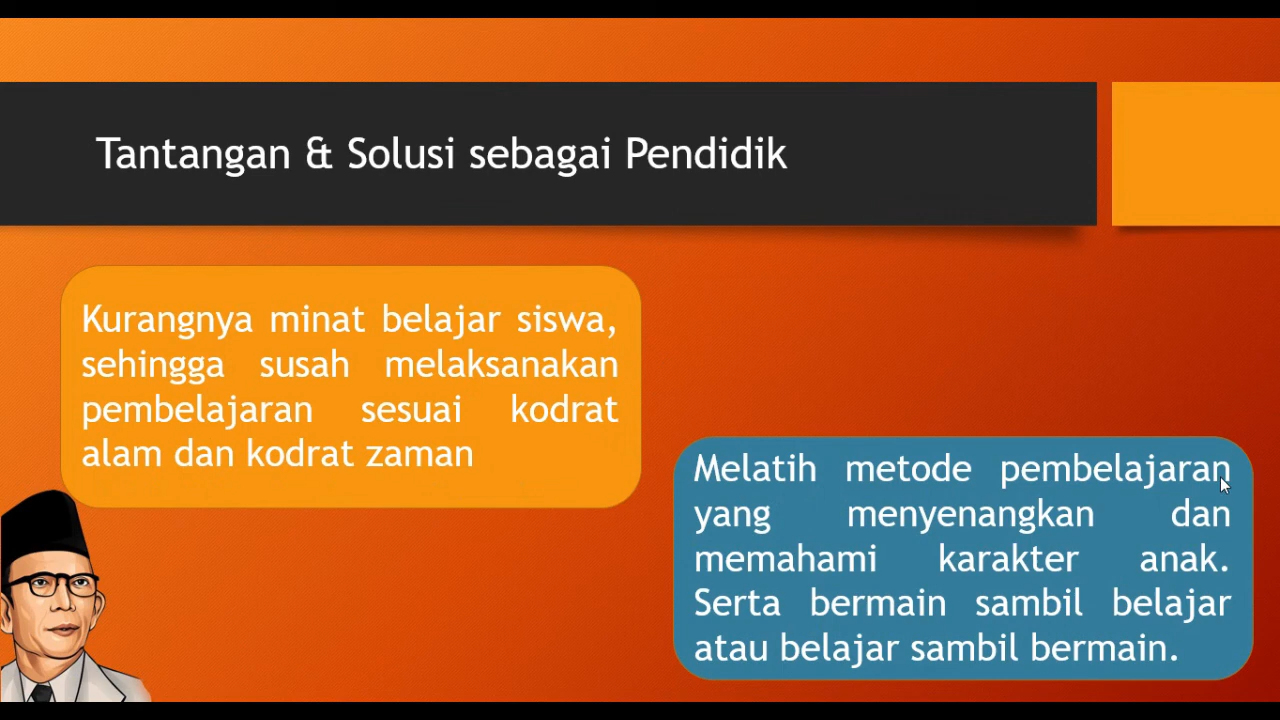 Tantangan & Solusi sebagai Pendidik
Kurangnya minat belajar siswa,
sehingga susah melaksanakan
pembelajaran sesuai kodrat
alam dan kodrat zaman
Melatih metode pembelajaran
yang menyenangkan dan
memahami karakter anak.
Serta bermain sambil belajar
atau belajar sambil bermain.